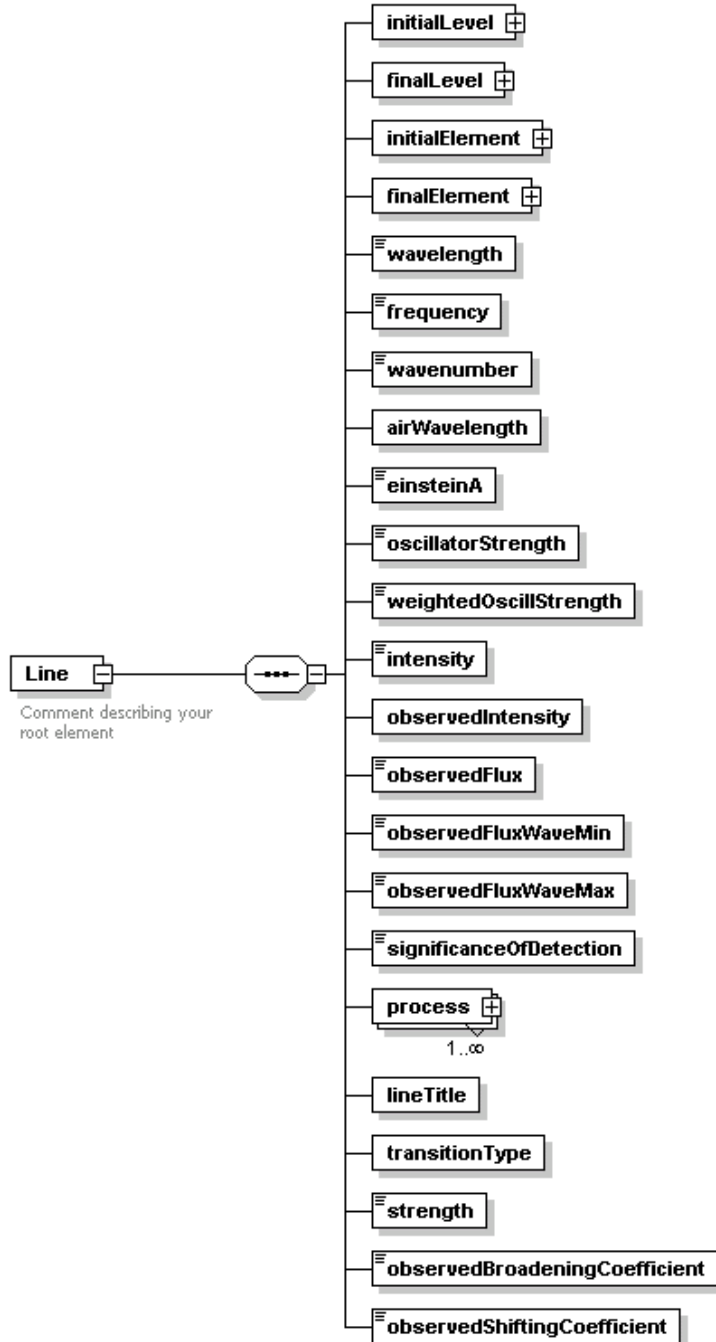 initialLevel
finalLevel
initialElement
finalElement
wavelength
frequency
wavenumber
airWavelength
einsteinA
oscillatorStrength
weightedOscillStrength
Line
Comment describing your
root element
intensity
observedIntensity
observedFlux
observedFluxWaveMin
observedFluxWaveMax
significanceOfDetection
process
1..∞
lineTitle
transitionType
strength
observedBroadeningCoefficient
observedShiftingCoefficient